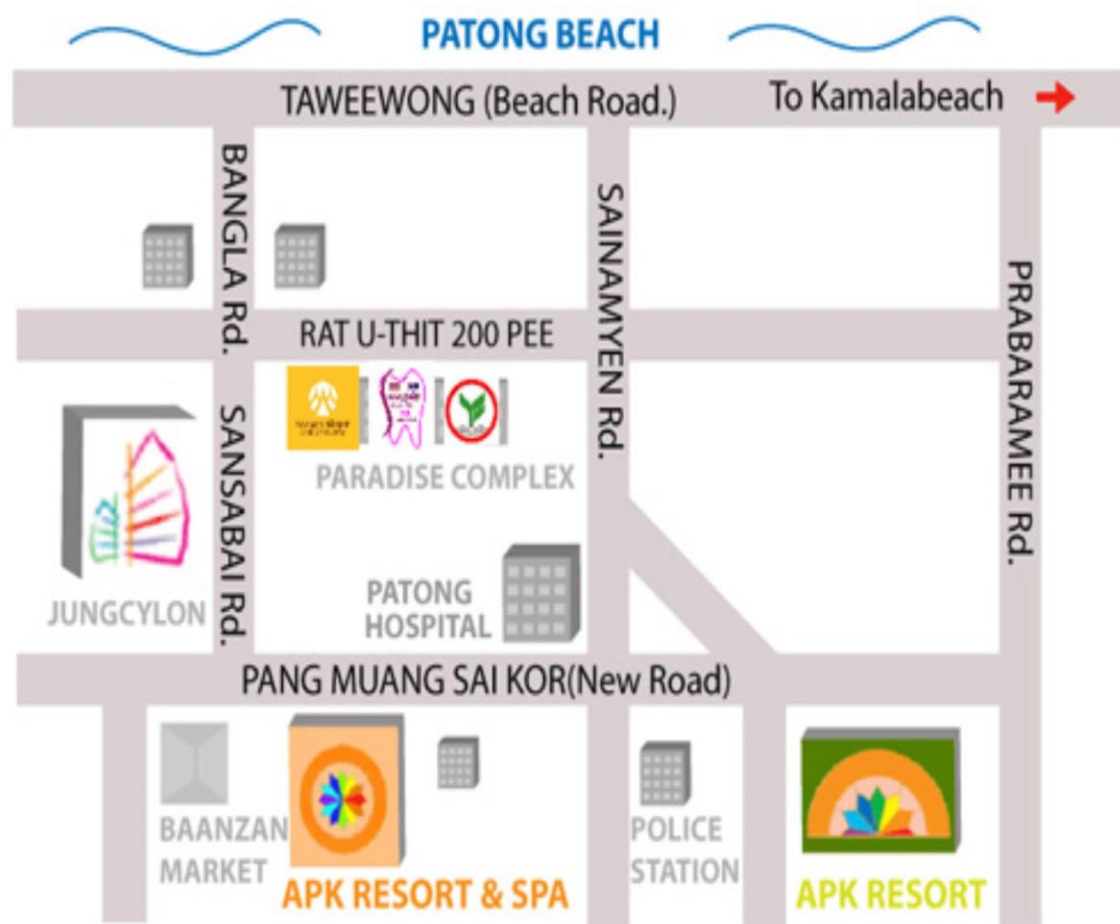 PATONG BEACH
TAWEEWONG (Beach Road.)
To Kamalabeach
BANGLA Rd.
SAINAMYEN Rd.
PRABARAMEE Rd.
RAT U-THIT 200 PEE
SANSABAI Rd.
PARADISE COMPLEX
JUNGCYLON
PATONG
HOSPITAL
PANG MUANG SAI KOR(New Road)
BAANZAN
MARKET
APK RESORT & SPA
POLICE
STATION
APK RESORT